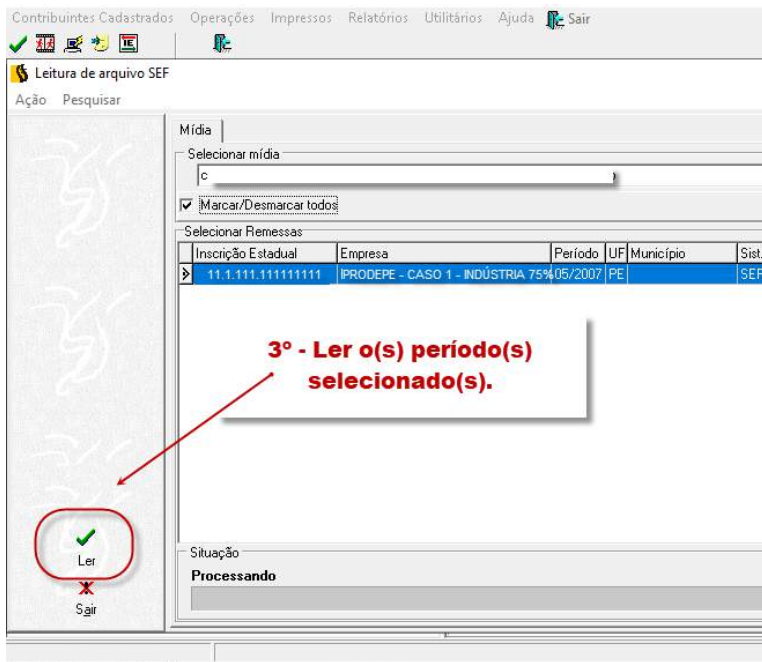 Contribuintes Cadastrados Operações Impressos Relatórios Utilitários Ajuda Sair
IE
Leitura de arquivo SEF
Ação Pesquisar
Mídia
Selecionar mídia
c
Marcar/Desmarcar todos
Selecionar Remessas
Inscrição Estadual Empresa Período UF Município Sist.
11.1.111.111111111 IPRODEPE - CASO 1 - INDÚSTRIA 75% 05/2007 PE SEF
3º - Ler o(s) período(s)
selecionado(s).
Ler
Situação
Processando
Sair